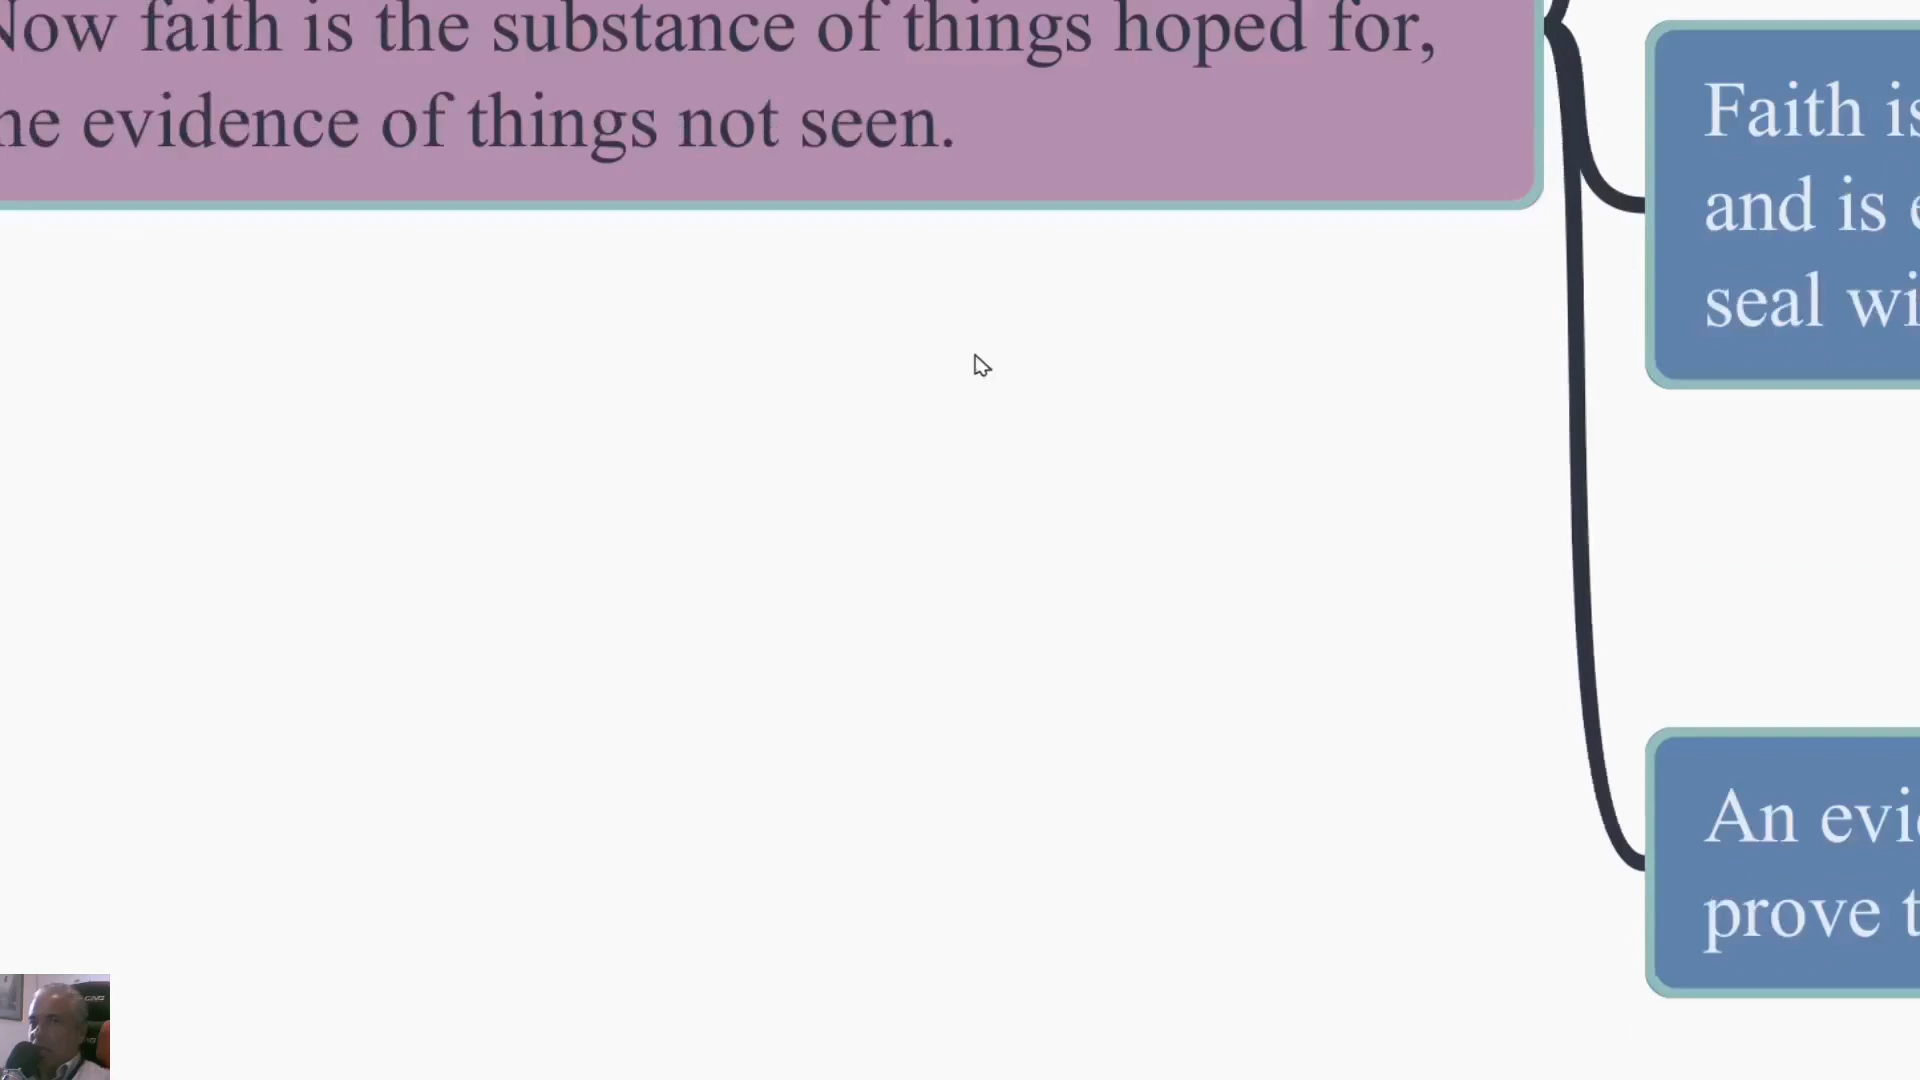 Now faith is the substance of things hoped for,
he evidence of things not seen.
Faith is
and is
seal wi
An evi
prove t